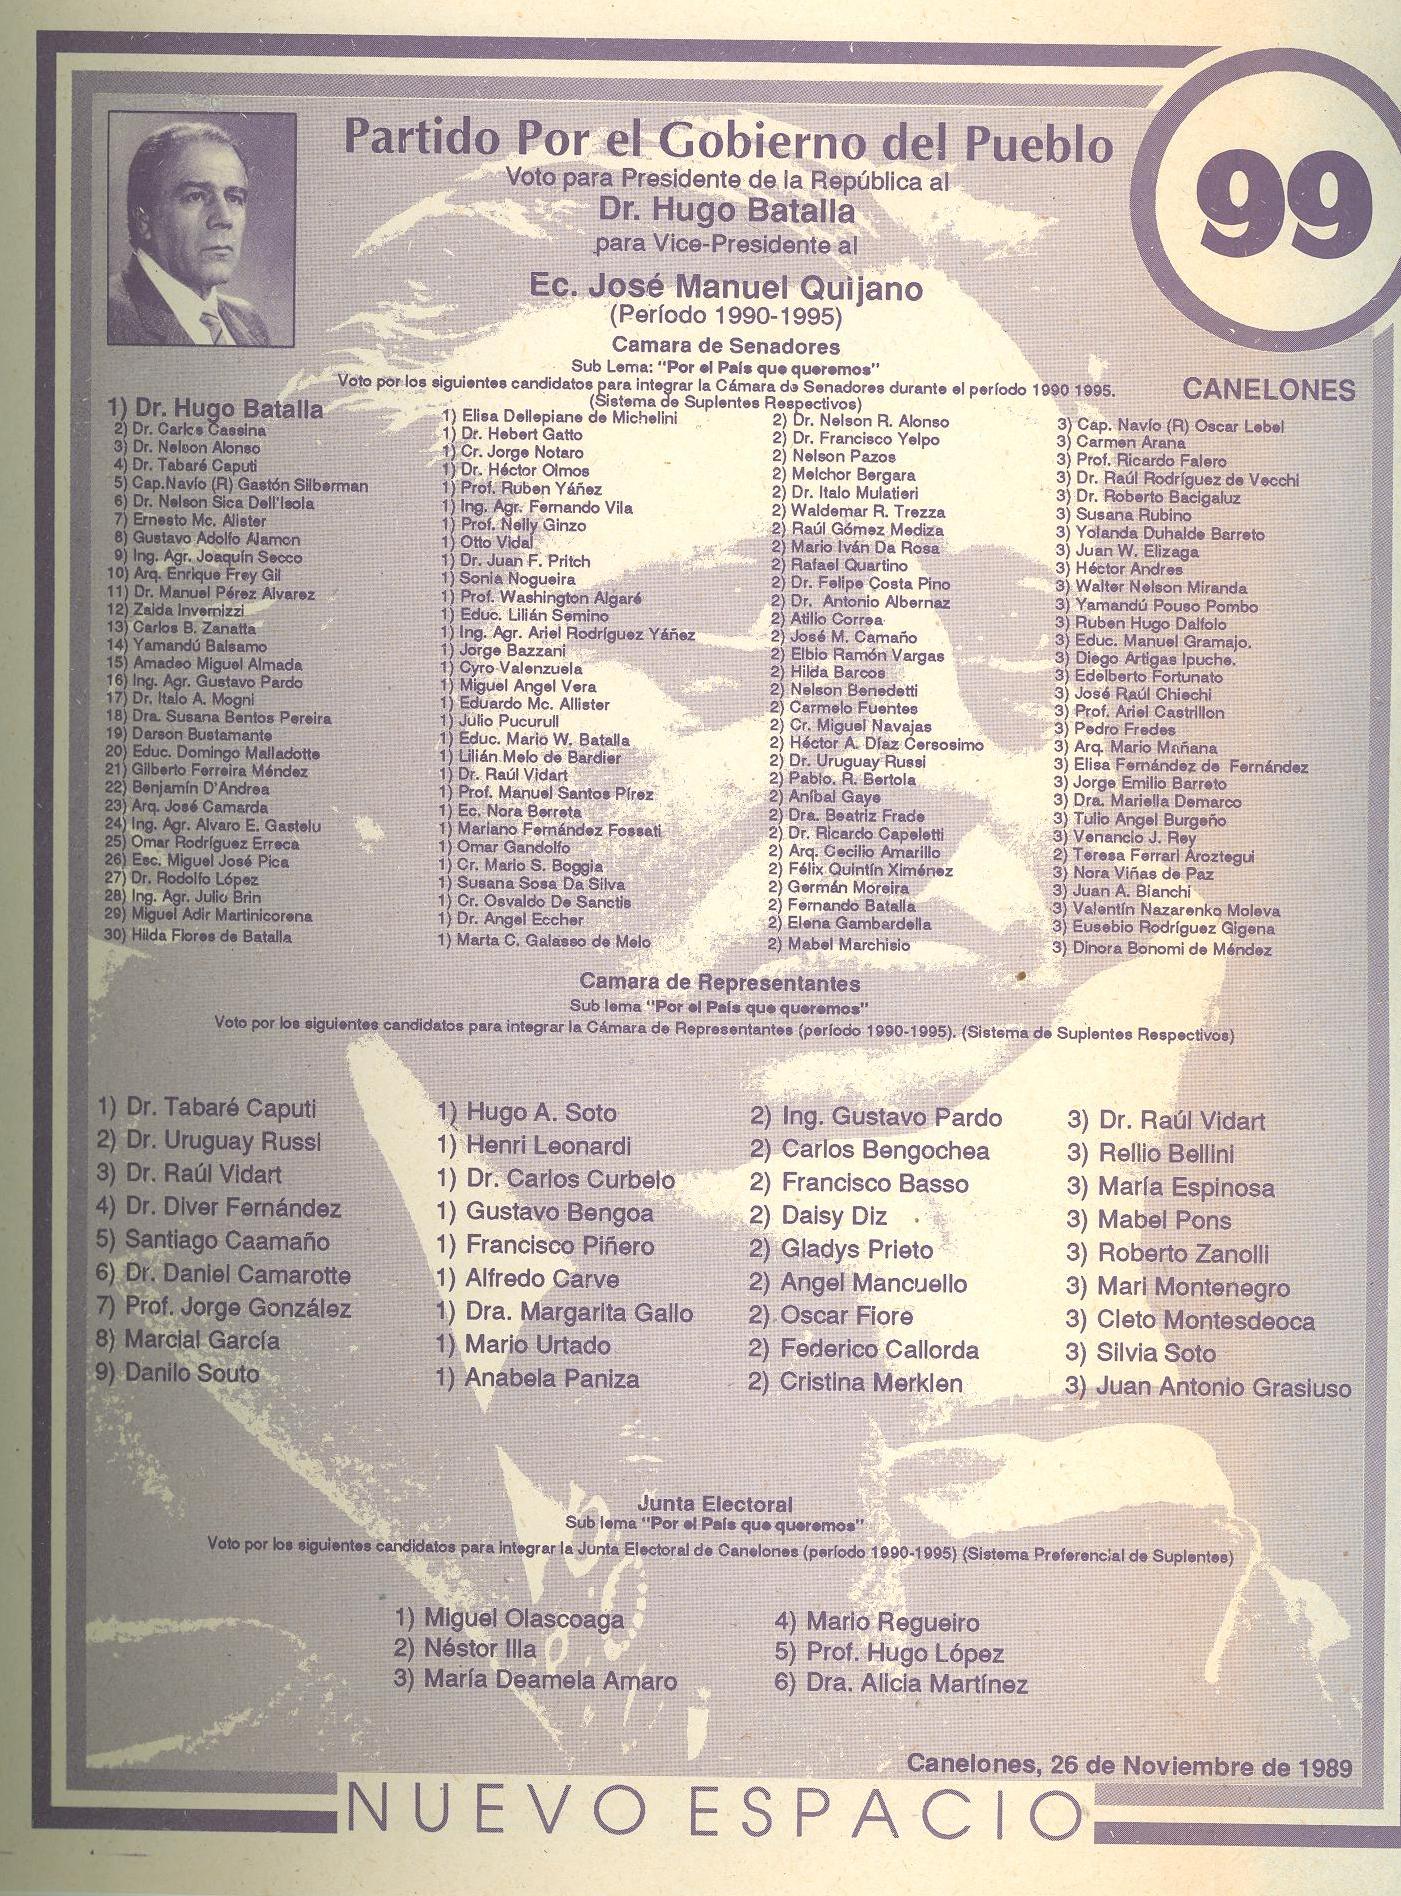 Partido Por el Gobierno del Pueblo
99
Voto para Presidente de la República al
Dr. Hugo Batalla
para Vice-Presidente al
Ec. José Manuel Quijano
(Período 1990-1995)
Camara de Senadores
Sub Lema: "Por el País que queremos"
Voto por los siguientes candidatos para integrar la Cámara de Senadores durante el período 1990 1995.
(Sistema de Suplentes Respectivos)
CANELONES
1) Dr. Hugo Batalla
2) Dr. Carlos Cassina
3) Dr. Nelson Alonso
4) Dr. Tabaré Caputi
5) Cap.Navío (R) Gastón Silberman
6) Dr. Nelson Sica Dell'Isola
7) Ernesto Mc. Alister
8) Gustavo Adolfo Alamon
9) Ing. Agr. Joaquín Secco
10) Arq. Enrique Frey Gil
11) Dr. Manuel Pérez Alvarez
12) Zaida Invernizzi
13) Carlos B. Zanatta
14) Yamandú Balsamo
15) Amadeo Miguel Almada
16) Ing. Agr. Gustavo Pardo
17) Dr. Italo A. Mogni
18) Dra. Susana Bentos Pereira
19) Darson Bustamante
20) Educ. Domingo Malladotte
21) Gilberto Ferreira Méndez
22) Benjamín D'Andrea
23) Arq. José Camarda
24) Ing. Agr. Alvaro E. Gastelu
25) Omar Rodríguez Erreca
26) Esc. Miguel José Pica
27) Dr. Rodolfo López
28) Ing. Agr. Julio Brin
29) Miguel Adir Martinicorena
30) Hilda Flores de Batalla
1) Elisa Dellepiane de Michelini
1) Dr. Hebert Gatto
1) Cr. Jorge Notaro
1) Dr. Héctor Olmos
1) Prof. Ruben Yáñez
1) Ing. Agr. Fernando Vila
1) Prof. Nelly Ginzo
1) Otto Vidal
1) Dr. Juan F. Pritch
1) Sonia Nogueira
1) Prof. Washington Algaré
1) Educ. Lilián Semino
1) Ing. Agr. Ariel Rodríguez Yáñez
1) Jorge Bazzani
1) Cyro Valenzuela
1) Miguel Angel Vera
1) Eduardo Mc. Allister
1) Julio Pucurull
1) Educ. Mario W. Batalla
1) Lilián Melo de Bardier
1) Dr. Raúl Vidart
1) Prof. Manuel Santos Pírez
1) Ec. Nora Berreta
1) Mariano Fernández Fossati
1) Omar Gandolfo
1) Cr. Mario S. Boggia
1) Susana Sosa Da Silva
1) Cr. Osvaldo De Sanctis
1) Dr. Angel Eccher
1) Marta C. Galasso de Melo
2) Dr. Nelson R. Alonso
2) Dr. Francisco Yelpo
2) Nelson Pazos
2) Melchor Bergara
2) Dr. Italo Mulatieri
2) Waldemar R. Trezza
2) Raúl Gómez Mediza
2) Mario Iván Da Rosa
2) Rafael Quartino
2) Dr. Felipe Costa Pino
2) Dr. Antonio Albernaz
2) Atilio Correa
2) José M. Camaño
2) Elbio Ramón Vargas
2) Hilda Barcos
2) Nelson Benedetti
2) Carmelo Fuentes
2) Cr. Miguel Navajas
2) Héctor A. Díaz Cersosimo
2) Dr. Uruguay Russi
2) Pablo. R. Bertola
2) Aníbal Gaye
2) Dra. Beatriz Frade
2) Dr. Ricardo Capeletti
2) Arq. Cecilio Amarillo
2) Félix Quintín Ximénez
2) Germán Moreira
2) Fernando Batalla
2) Elena Gambardella
2) Mabel Marchisio
3) Cap. Navío (R) Oscar Lebel
3) Carmen Arana
3) Prof. Ricardo Falero
3) Dr. Raúl Rodríguez de Vecchi
3) Dr. Roberto Bacigaluz
3) Susana Rubino
3) Yolanda Duhalde Barreto
3) Juan W. Elizaga
3) Héctor Andres
3) Walter Nelson Miranda
3) Yamandú Pouso Pombo
3) Ruben Hugo Dalfolo
3) Educ. Manuel Gramajo.
3) Diego Artigas Ipuche.
3) Edelberto Fortunato
3) José Raúl Chiechi
3) Prof. Ariel Castrillon
3) Pedro Fredes
3) Arq. Mario Mañana
3) Elisa Fernández de Fernández
3) Jorge Emilio Barreto
3) Dra. Mariella Demarco
3) Tulio Angel Burgeño
3) Venancio J. Rey
2) Teresa Ferrari Aroztegui
3) Nora Viñas de Paz
3) Juan A. Bianchi
3) Valentín Nazarenko Moleva
3) Eusebio Rodríguez Gigena
3) Dinora Bonomi de Méndez
Camara de Representantes
Sub lema "Por el País que queremos"
Voto por los siguientes candidatos para integrar la Cámara de Representantes (período 1990-1995). (Sistema de Suplentes Respectivos)
1) Dr. Tabaré Caputi
2) Dr. Uruguay Russi
3) Dr. Raúl Vidart
4) Dr. Diver Fernández
5) Santiago Caamaño
6) Dr. Daniel Camarotte
7) Prof. Jorge González
8) Marcial García
9) Danilo Souto
1) Hugo A. Soto
1) Henri Leonardi
1) Dr. Carlos Curbelo
1) Gustavo Bengoa
1) Francisco Piñero
1) Alfredo Carve
1) Dra. Margarita Gallo
1) Mario Urtado
1) Anabela Paniza
2) Ing. Gustavo Pardo
2) Carlos Bengochea
2) Francisco Basso
2) Daisy Diz
2) Gladys Prieto
2) Angel Mancuello
2) Oscar Fiore
2) Federico Callorda
2) Cristina Merklen
3) Dr. Raúl Vidart
3) Rellio Bellini
3) María Espinosa
3) Mabel Pons
3) Roberto Zanolli
3) Mari Montenegro
3) Cleto Montesdeoca
3) Silvia Soto
3) Juan Antonio Grasiuso
Junta Electoral
Sub lema "Por el País que queremos"
Voto por los siguientes candidatos para integrar la Junta Electoral de Canelones (período 1990-1995) (Sistema Preferencial de Suplentes)
1) Miguel Olascoaga
2) Néstor Illa
3) María Deamela Amaro
4) Mario Regueiro
5) Prof. Hugo López
6) Dra. Alicia Martínez
Canelones, 26 de Noviembre de 1989
NUEVO ESPACIO